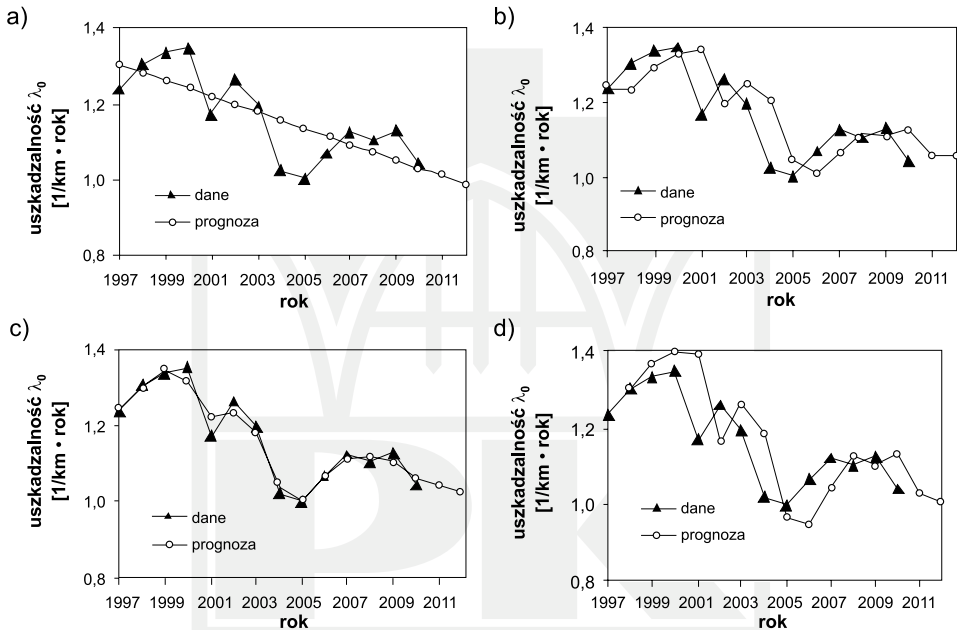 a)
1,4
1,2
1,0
0,8
uszkadzalność λ0
[1/km • rok]
dane
prognoza
1997 1999 2001 2003 2005 2007 2009 2011
rok
b)
1,4
1,2
1,0
0,8
uszkadzalność λ0
[1/km • rok]
dane
prognoza
1997 1999 2001 2003 2005 2007 2009 2011
rok
c)
1,4
1,2
1,0
0,8
uszkadzalność λ0
[1/km • rok]
dane
prognoza
1997 1999 2001 2003 2005 2007 2009 2011
rok
d)
1,4
1,2
1,0
0,8
uszkadzalność λ0
[1/km • rok]
dane
prognoza
1997 1999 2001 2003 2005 2007 2009 2011
rok
PK